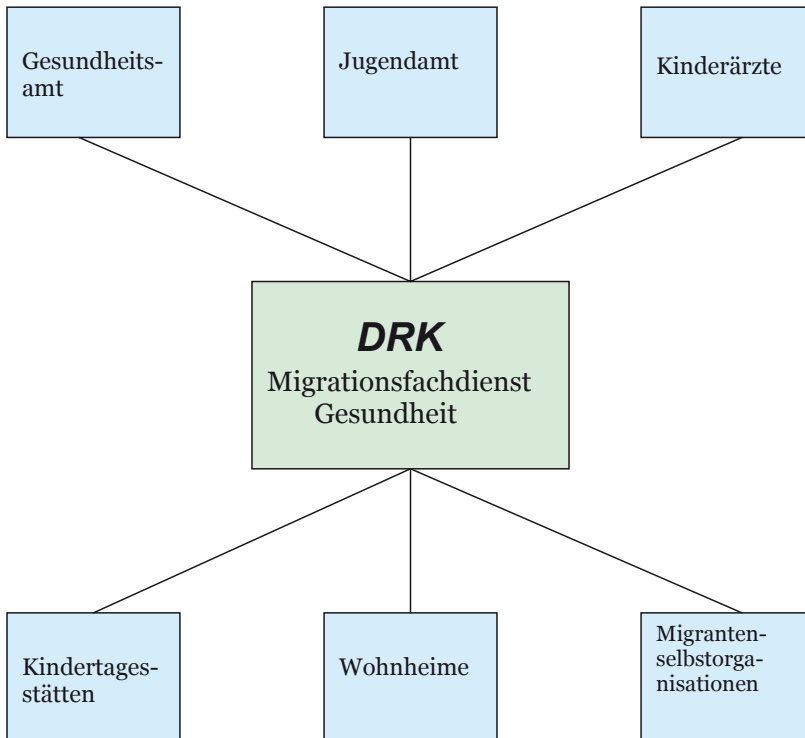 Gesundheits-
amt
Jugendamt
Kinderärzte
DRK
Migrationsfachdienst
Gesundheit
Kindertages-
stätten
Wohnheime
Migranten-
selbstorga-
nisationen